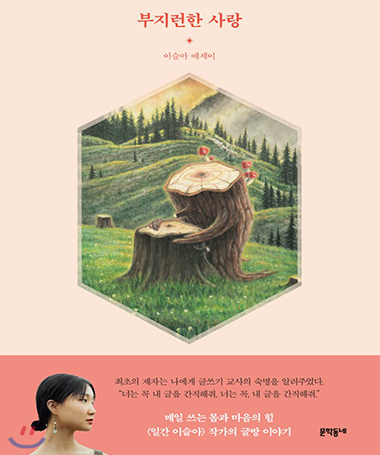 부지런한 사랑
이슬아 에세이
최초의 제자는 나에게 글쓰기 교사의 숙명을 알려주었다.
"너는 꼭 내 글을 간직해줘. 너는 꼭, 내 글을 간직해줘."
매일 쓰는 몸과 마음의 힘
〈일간 이슬아〉 작가의 글방 이야기
문학동네